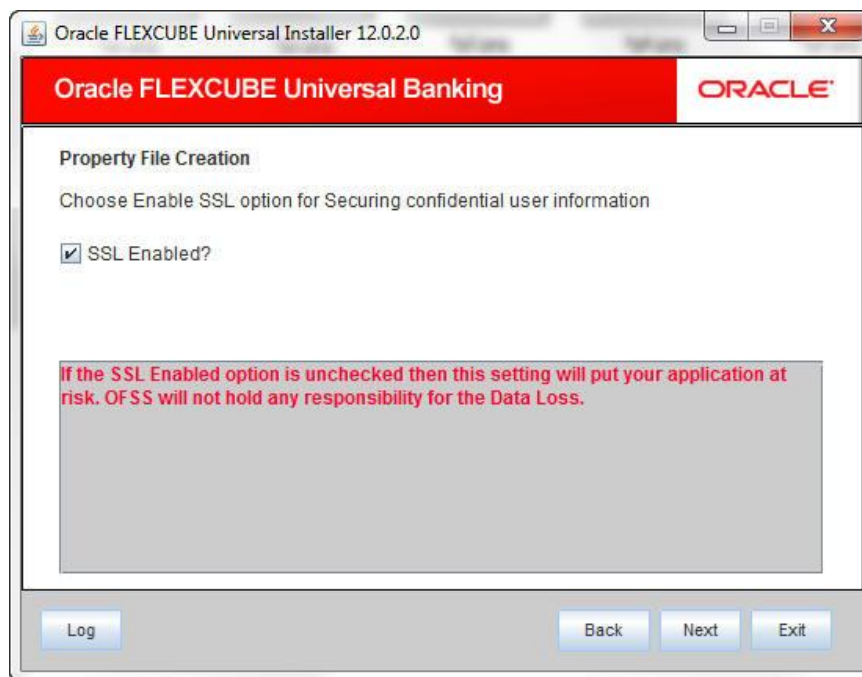 Oracle FLEXCUBE Universal Installer 12.0.2.0
Oracle FLEXCUBE Universal Banking
ORACLE
Property File Creation
Choose Enable SSL option for Securing confidential user information
SSL Enabled?
If the SSL Enabled option is unchecked then this setting will put your application at
risk. OFSS will not hold any responsibility for the Data Loss.
Log Back Next Exit